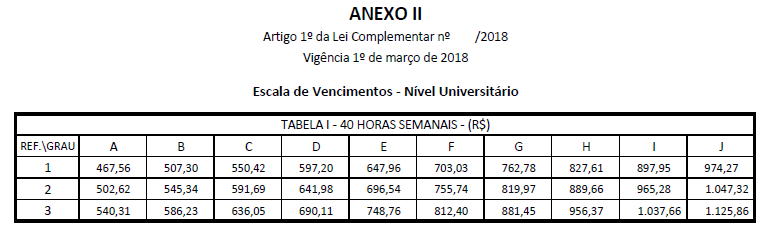 ANEXO II
Artigo 1º da Lei Complementar nº /2018
Vigência 1º de março de 2018
Escala de Vencimentos - Nível Universitário
TABELA I - 40 HORAS SEMANAIS - (R$)
REF.\GRAU A B C D E F G H I J
1 467,56 507,30 550,42 597,20 647,96 703,03 762,78 827,61 897,95 974,27
2 502,62 545,34 591,69 641,98 696,54 755,74 819,97 889,66 965,28 1.047,32
3 540,31 586,23 636,05 690,11 748,76 812,40 881,45 956,37 1.037,66 1.125,86